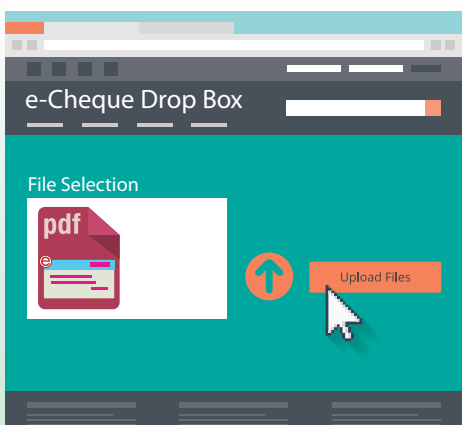 e-Cheque Drop Box
File Selection
pdf
e
Upload Files